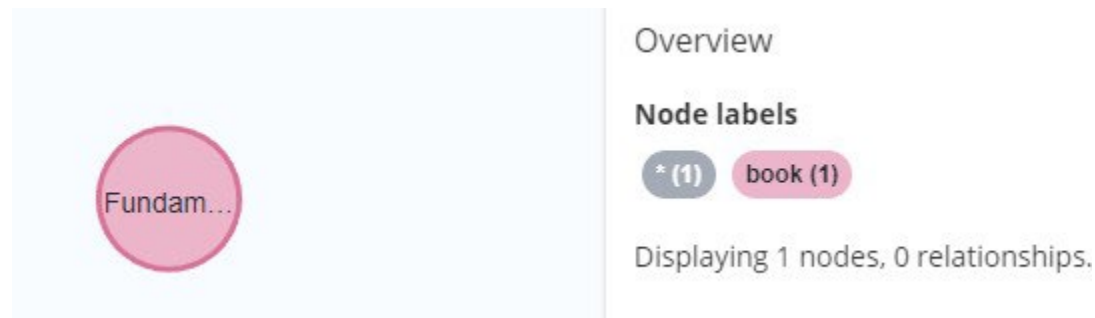 Fundam...
Overview
Node labels
* (1) book (1)
Displaying 1 nodes, 0 relationships.